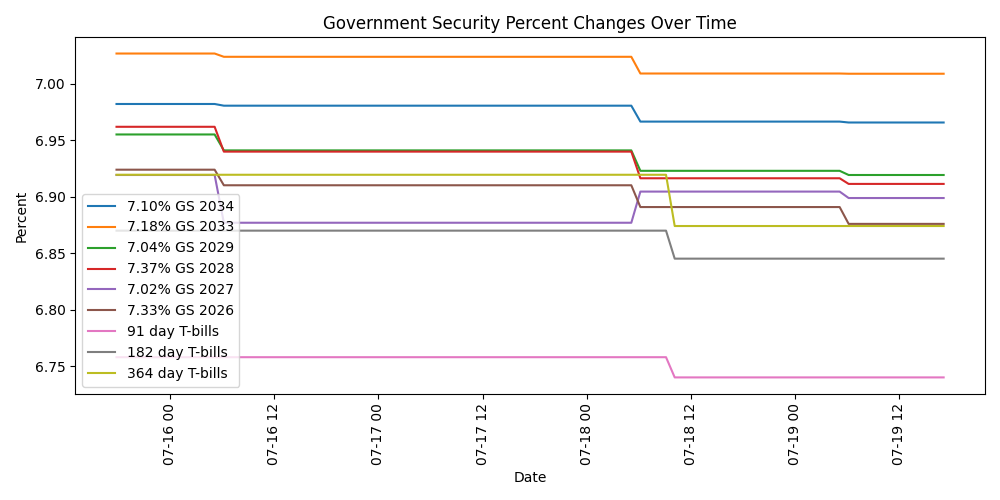 Government Security Percent Changes Over Time
Percent
7.00
6.95
6.90
6.85
6.80
6.75
7.10% GS 2034
7.18% GS 2033
7.04% GS 2029
7.37% GS 2028
7.02% GS 2027
7.33% GS 2026
91 day T-bills
182 day T-bills
364 day T-bills
07-16 00
07-16 12
07-17 00
07-17 12
07-18 00
07-18 12
07-19 00
07-19 12
Date